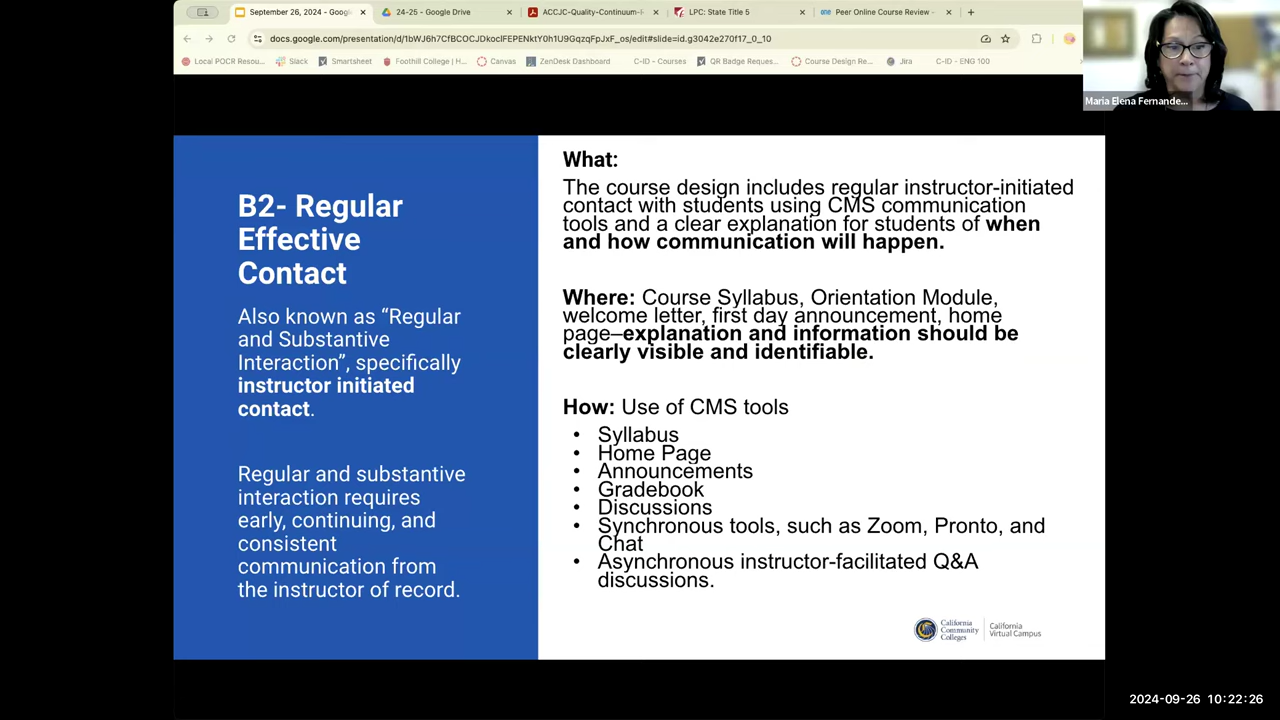 September 26, 2024 - Googl
24-25 - Google Drive
ACCJC-Quality-Continuum-
LPC: State Title 5
Peer Online Course Review -
docs.google.com/presentation/d/1bWJ6h7CfBCOCJDkoclFEPENktY0h1U9GqzqFpJxF_os/edit#slide=id.g3042e270f17_0_10
Local POCR Resou...
Slack
Smartsheet
Foothill College | H...
Canvas
ZenDesk Dashboard
C-ID - Courses
QR Badge Reques...
Course Design Re...
Jira
C-ID - ENG 100
Maria Elena Fernande...
B2- Regular
Effective
Contact
Also known as “Regular
and Substantive
Interaction”, specifically
instructor initiated
contact.
Regular and substantive
interaction requires
early, continuing, and
consistent
communication from
the instructor of record.
What:
The course design includes regular instructor-initiated
contact with students using CMS communication
tools and a clear explanation for students of when
and how communication will happen.
Where: Course Syllabus, Orientation Module,
welcome letter, first day announcement, home
page–explanation and information should be
clearly visible and identifiable.
How: Use of CMS tools
• Syllabus
• Home Page
• Announcements
• Gradebook
• Discussions
• Synchronous tools, such as Zoom, Pronto, and
Chat
• Asynchronous instructor-facilitated Q&A
discussions.
California
Community
Colleges
California
Virtual Campus
2024-09-26 10:22:26